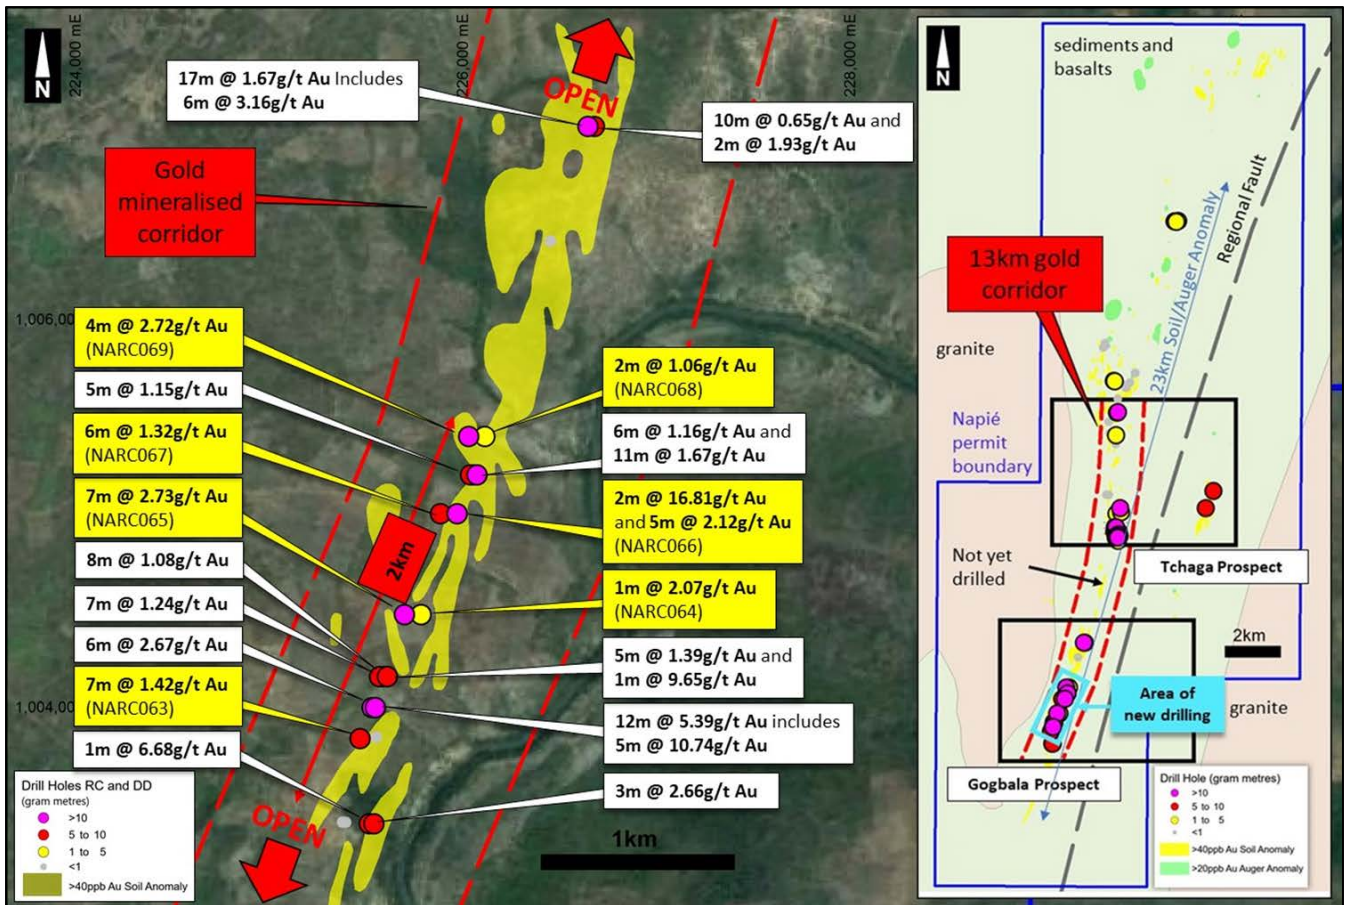 N
224,000 mE
226,000 mE
228,000 mE
17m @ 1.67g/t Au Includes
6m @ 3.16g/t Au
OPEN
10m @ 0.65g/t Au and
2m @ 1.93g/t Au
Gold
mineralised
corridor
1,006,00
4m @ 2.72g/t Au
(NARC069)
5m @ 1.15g/t Au
6m @ 1.32g/t Au
(NARC067)
7m @ 2.73g/t Au
(NARC065)
8m @ 1.08g/t Au
7m @ 1.24g/t Au
6m @ 2.67g/t Au
1,004,00
7m @ 1.42g/t Au
(NARC063)
1m @ 6.68g/t Au
2m @ 1.06g/t Au
(NARC068)
6m @ 1.16g/t Au and
11m @ 1.67g/t Au
2m @ 16.81g/t Au
and 5m @ 2.12g/t Au
(NARC066)
1m @ 2.07g/t Au
(NARC064)
5m @ 1.39g/t Au and
1m @ 9.65g/t Au
12m @ 5.39g/t Au includes
5m @ 10.74g/t Au
3m @ 2.66g/t Au
2km
OPEN
1km
Drill Holes RC and DD
(gram metres)
>10
5 to 10
1 to 5
<1
>40ppb Au Soil Anomaly
N
sediments and
basalts
Regional Fault
23km Soil/Auger Anomaly
13km gold
corridor
granite
Napié
permit
boundary
Not yet
drilled
Tchaga Prospect
2km
Area of
new drilling
granite
Gogbala Prospect
Drill Hole (gram metres)
>10
5 to 10
1 to 5
<1
>40ppb Au Soil Anomaly
>20ppb Au Auger Anomaly